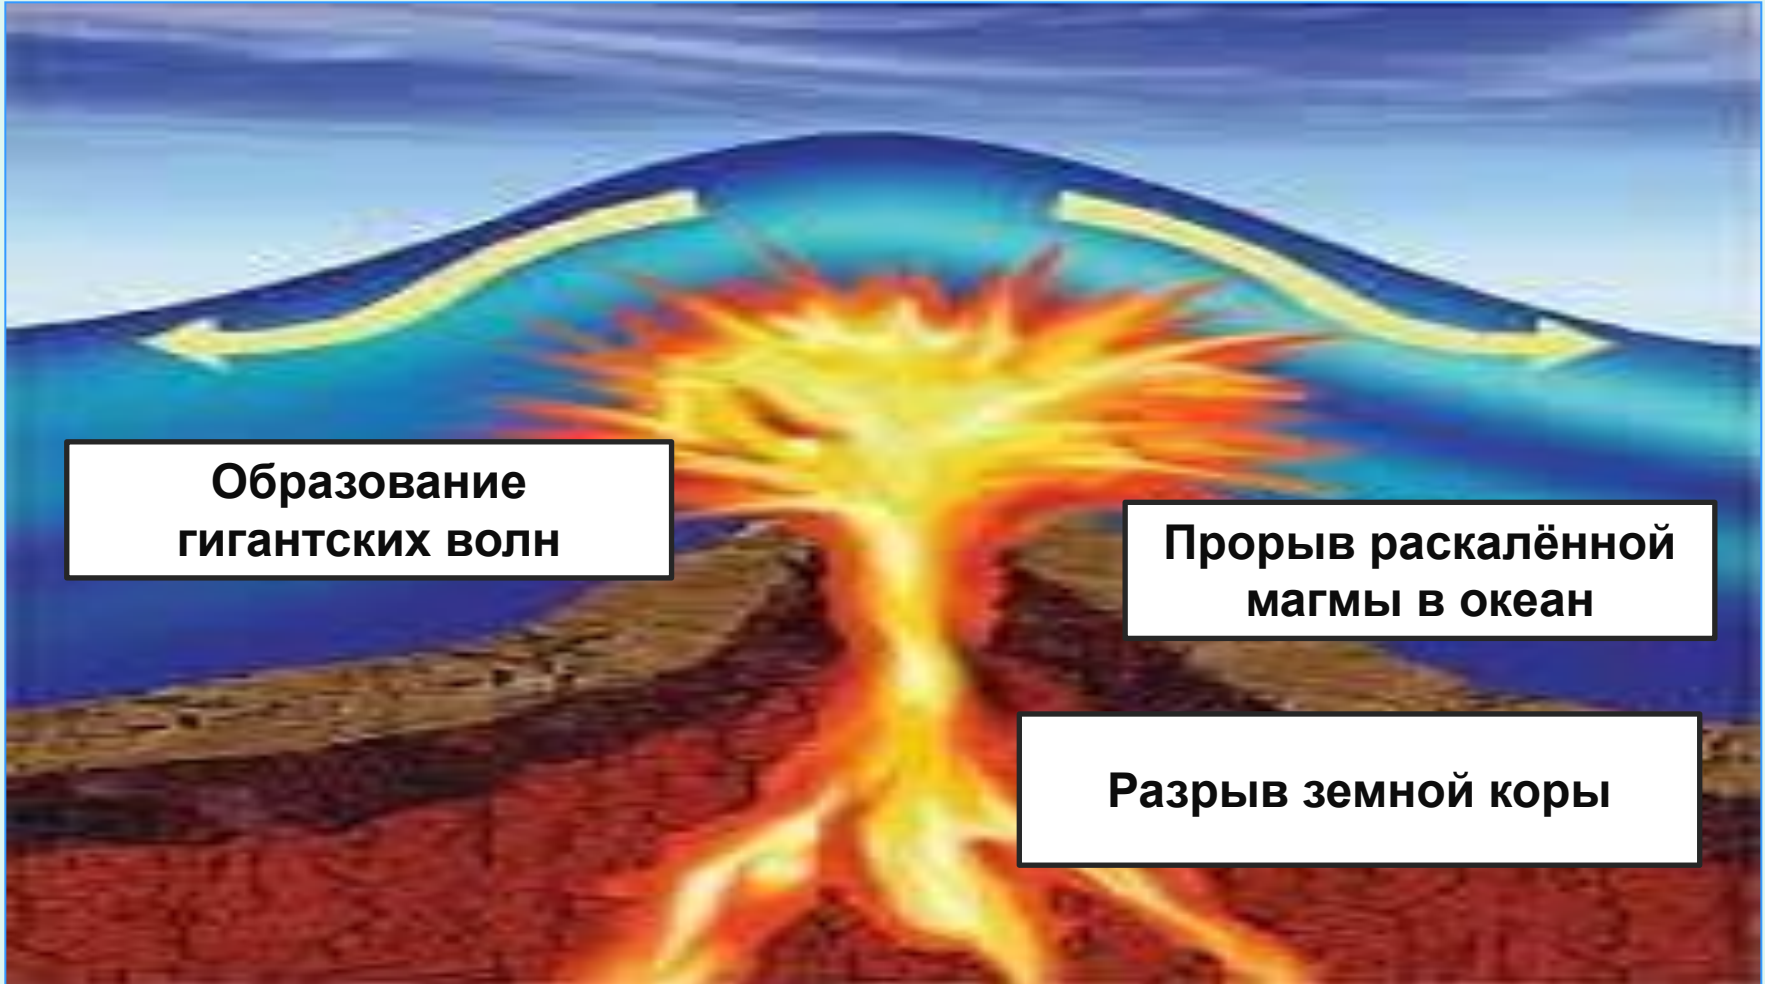 Образование
гигантских волн
Прорыв раскалённой
магмы в океан
Разрыв земной коры